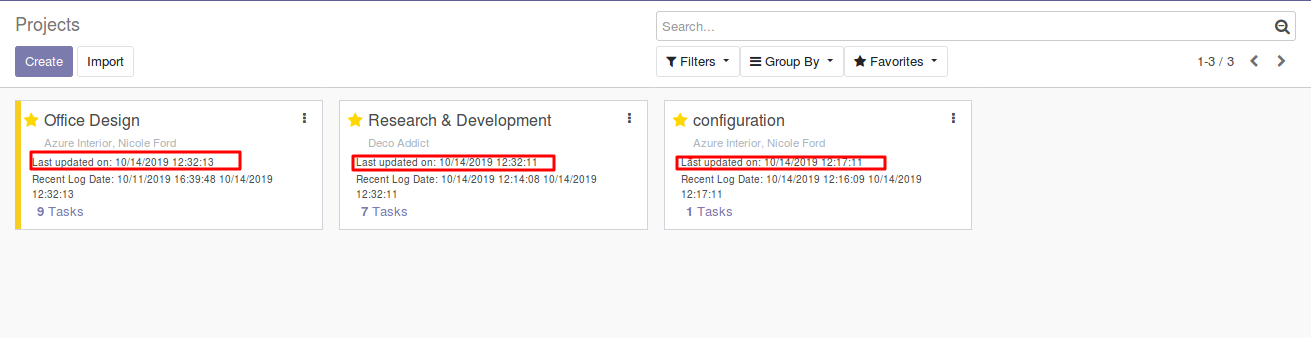 Projects
Search...
Create Import
Filters Group By Favorites 1-3 / 3
Office Design
Azure Interior, Nicole Ford
Last updated on: 10/14/2019 12:32:13
Recent Log Date: 10/11/2019 16:39:48 10/14/2019
12:32:13
9 Tasks
Research & Development
Deco Addict
Last updated on: 10/14/2019 12:32:11
Recent Log Date: 10/14/2019 12:14:08 10/14/2019
12:32:11
7 Tasks
configuration
Azure Interior, Nicole Ford
Last updated on: 10/14/2019 12:17:11
Recent Log Date: 10/14/2019 12:16:09 10/14/2019
12:17:11
1 Tasks